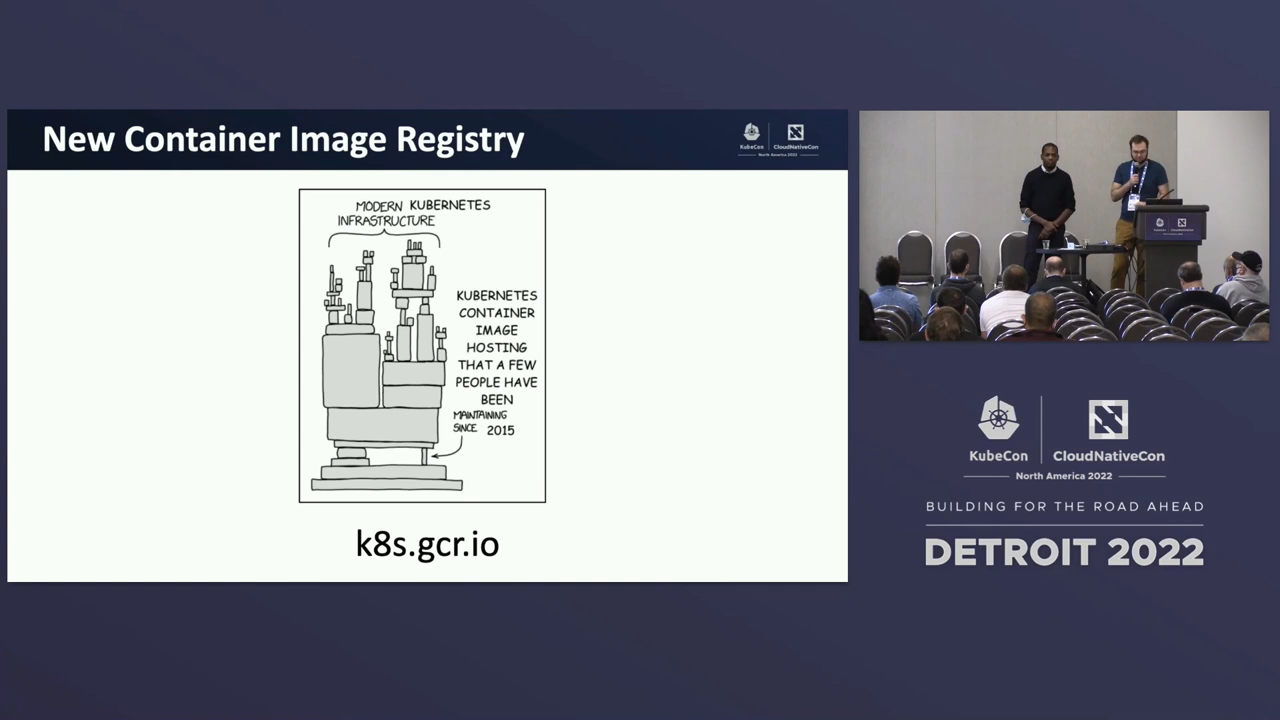 New Container Image Registry
KubeCon
CloudNativeCon
North America 2022
MODERN KUBERNETES
INFRASTRUCTURE
KUBERNETES
CONTAINER
IMAGE
HOSTING
THAT A FEW
PEOPLE HAVE
BEEN
MAINTAINING
SINCE 2015
k8s.gcr.io
KubeCon
CloudNativeCon
North America 2022
BUILDING FOR THE ROAD AHEAD
DETROIT 2022